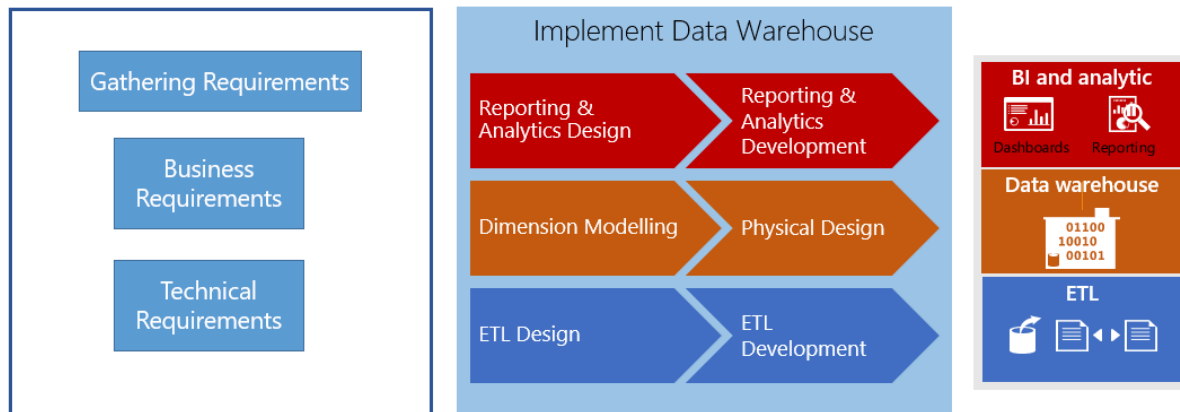 Gathering Requirements
Business
Requirements
Technical
Requirements
Implement Data Warehouse
Reporting &
Analytics Design
Reporting &
Analytics
Development
Dimension Modelling
Physical Design
ETL Design
ETL
Development
BI and analytic
Dashboards
Reporting
Data warehouse
01100
10010
00101
ETL